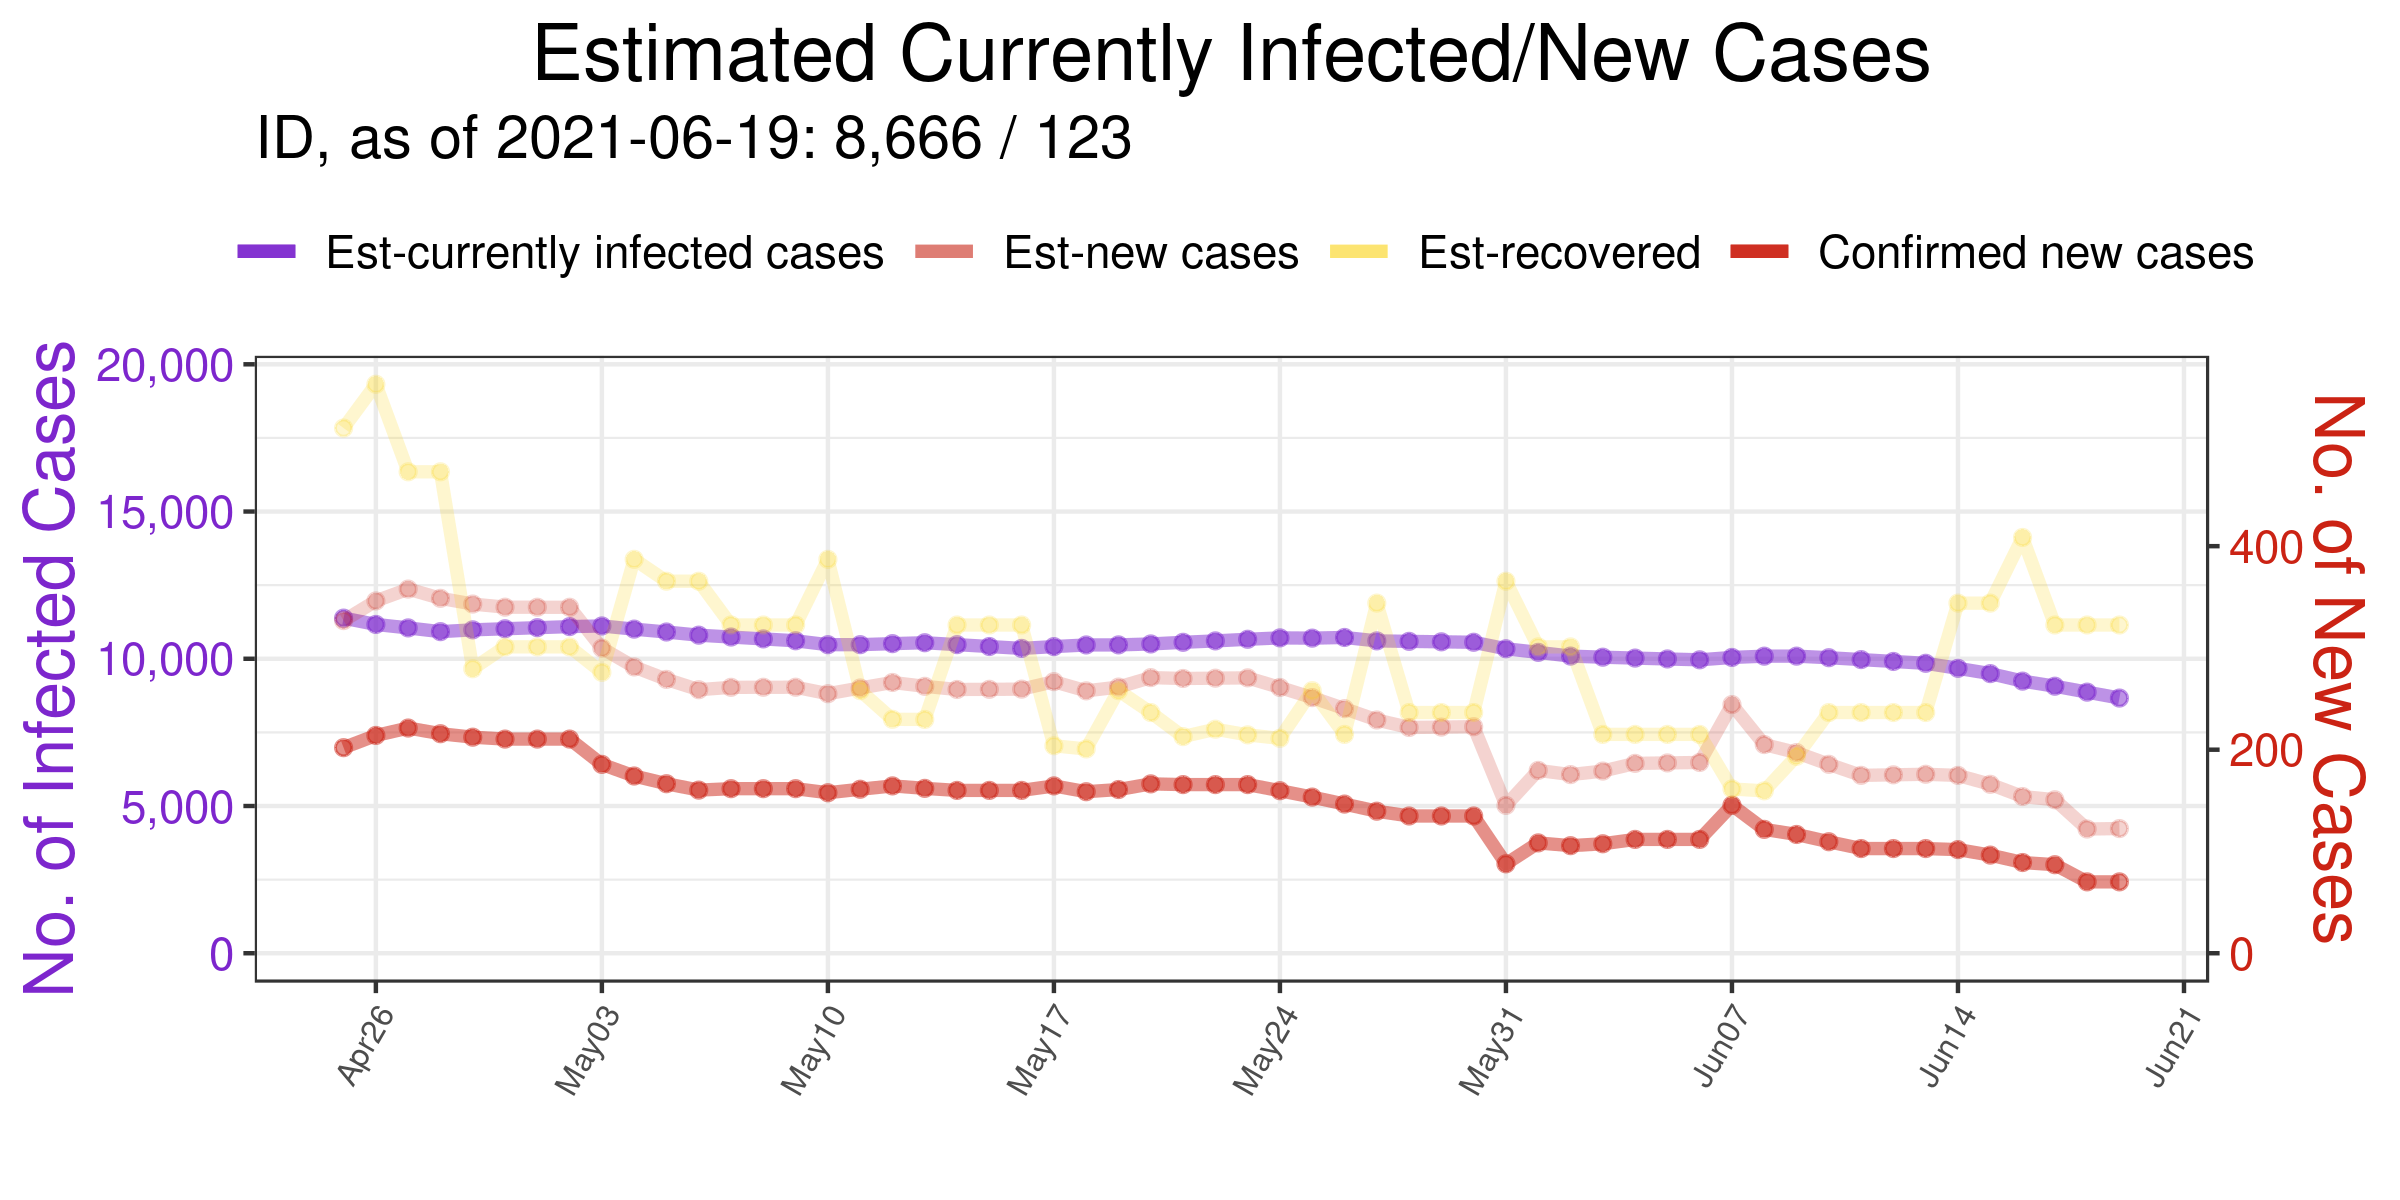 Estimated Currently Infected/New Cases
ID, as of 2021-06-19: 8,666 / 123
Est-currently infected cases Est-new cases Est-recovered Confirmed new cases
No. of Infected Cases
20,000
15,000
10,000
5,000
0
400
200
0
No. of New Cases
Apr26 May03 May10 May17 May24 May31 Jun07 Jun14 Jun21